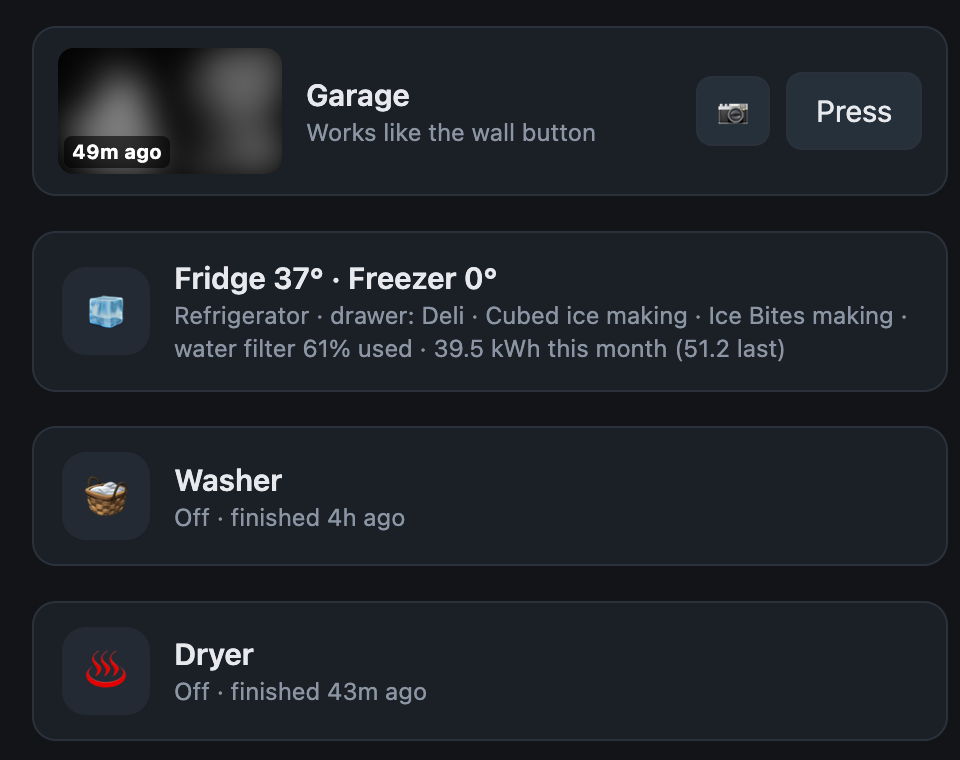 49m ago
Garage
Works like the wall button
Press
Fridge 37° · Freezer 0°
Refrigerator · drawer: Deli · Cubed ice making · Ice Bites making ·
water filter 61% used · 39.5 kWh this month (51.2 last)
Washer
Off · finished 4h ago
Dryer
Off · finished 43m ago